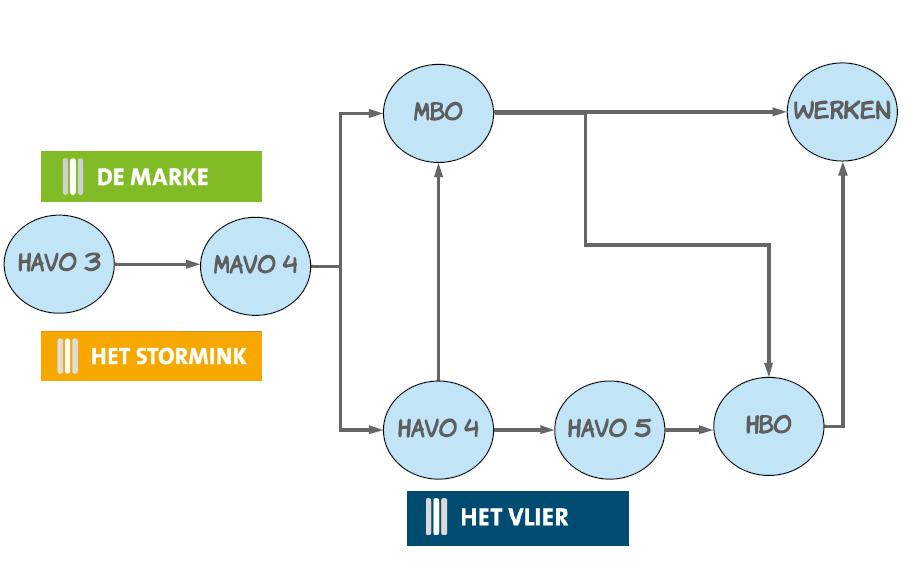 MBO
WERKEN
DE MARKE
HAVO 3
MAVO 4
HET STORMINK
HAVO 4
HAVO 5
HBO
HET VLIER